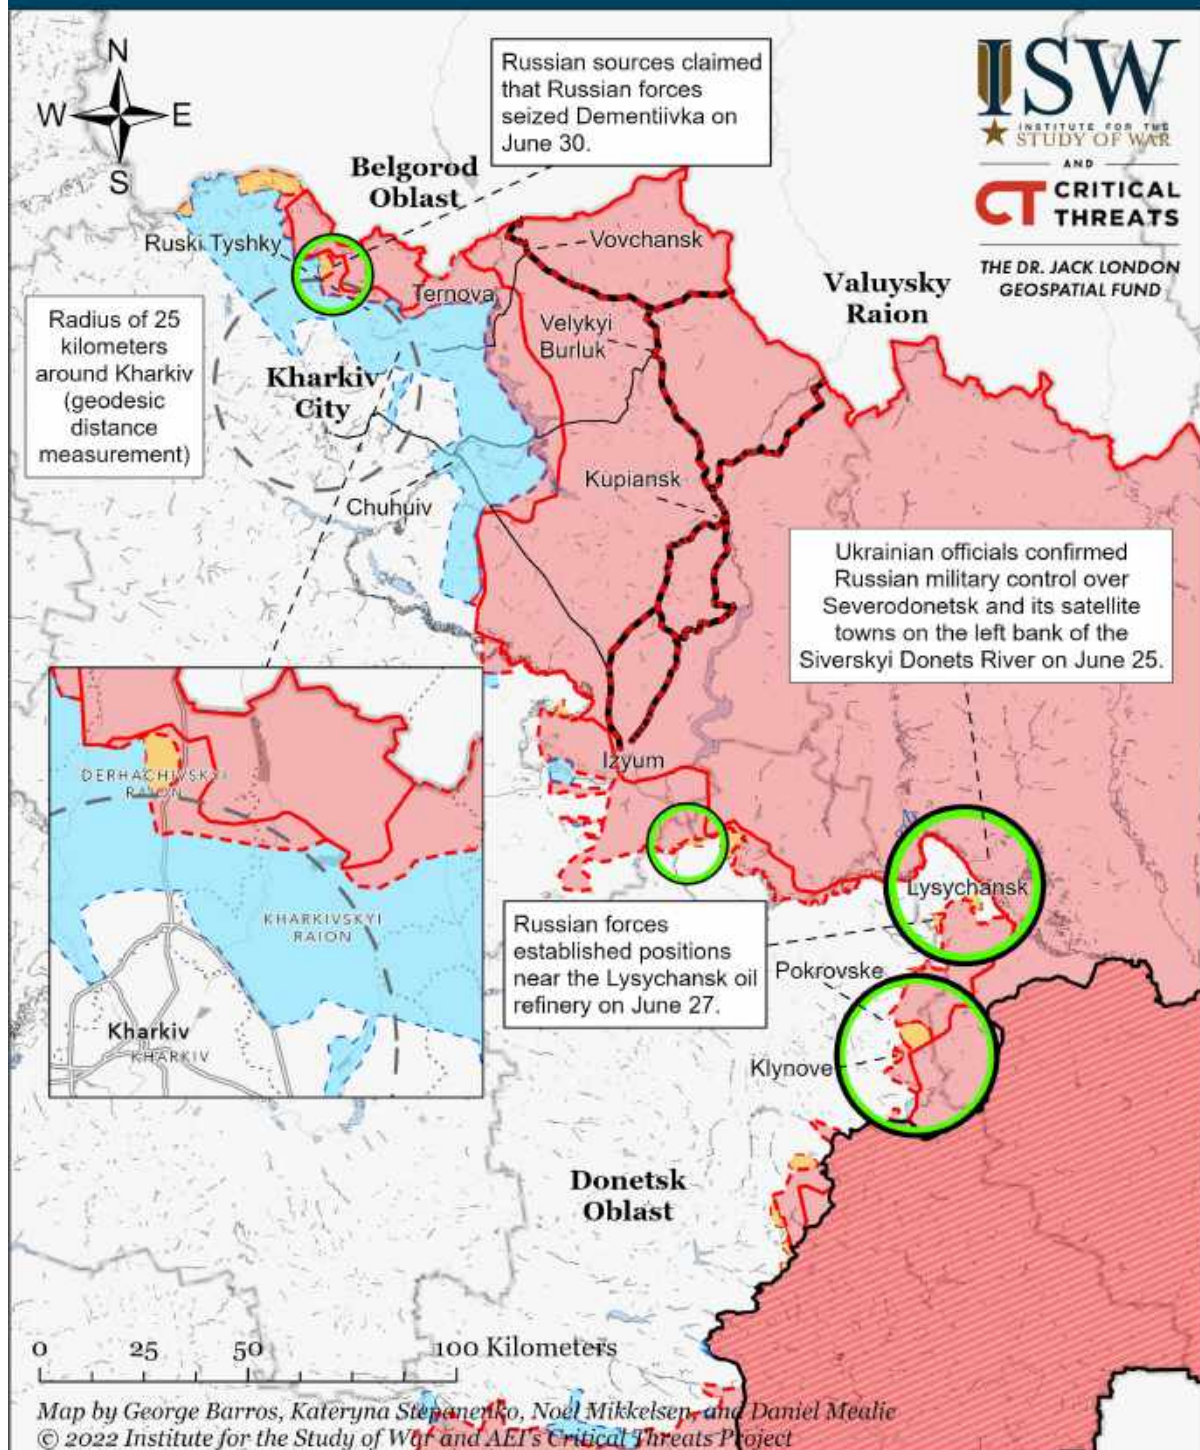 N
W E
S
Russian sources claimed
that Russian forces
seized Dementiivka on
June 30.
ISW
INSTITUTE FOR THE
STUDY OF WAR
AND
CT CRITICAL
THREATS
THE DR. JACK LONDON
GEOSPATIAL FUND
Belgorod
Oblast
Ruski Tyshky
Vovchansk
Ternova
Valuysky
Raion
Radius of 25
kilometers
around Kharkiv
(geodesic
distance
measurement)
Velykyi
Burluk
Kharkiv
City
Kupiansk
Chuhuiv
Ukrainian officials confirmed
Russian military control over
Severodonetsk and its satellite
towns on the left bank of the
Siverskyi Donets River on June 25.
Izyum
DERHACHIVSKYI
RAION
KHARKIVSKYI
RAION
Kharkiv
KHARKIV
Lysychansk
Russian forces
established positions
near the Lysychansk oil
refinery on June 27.
Pokrovske
Klynove
Donetsk
Oblast
0 25 50 100 Kilometers
Map by George Barros, Kateryna Stepanenko, Noel Mikkelsen, and Daniel Mealie
© 2022 Institute for the Study of War and AEI's Critical Threats Project